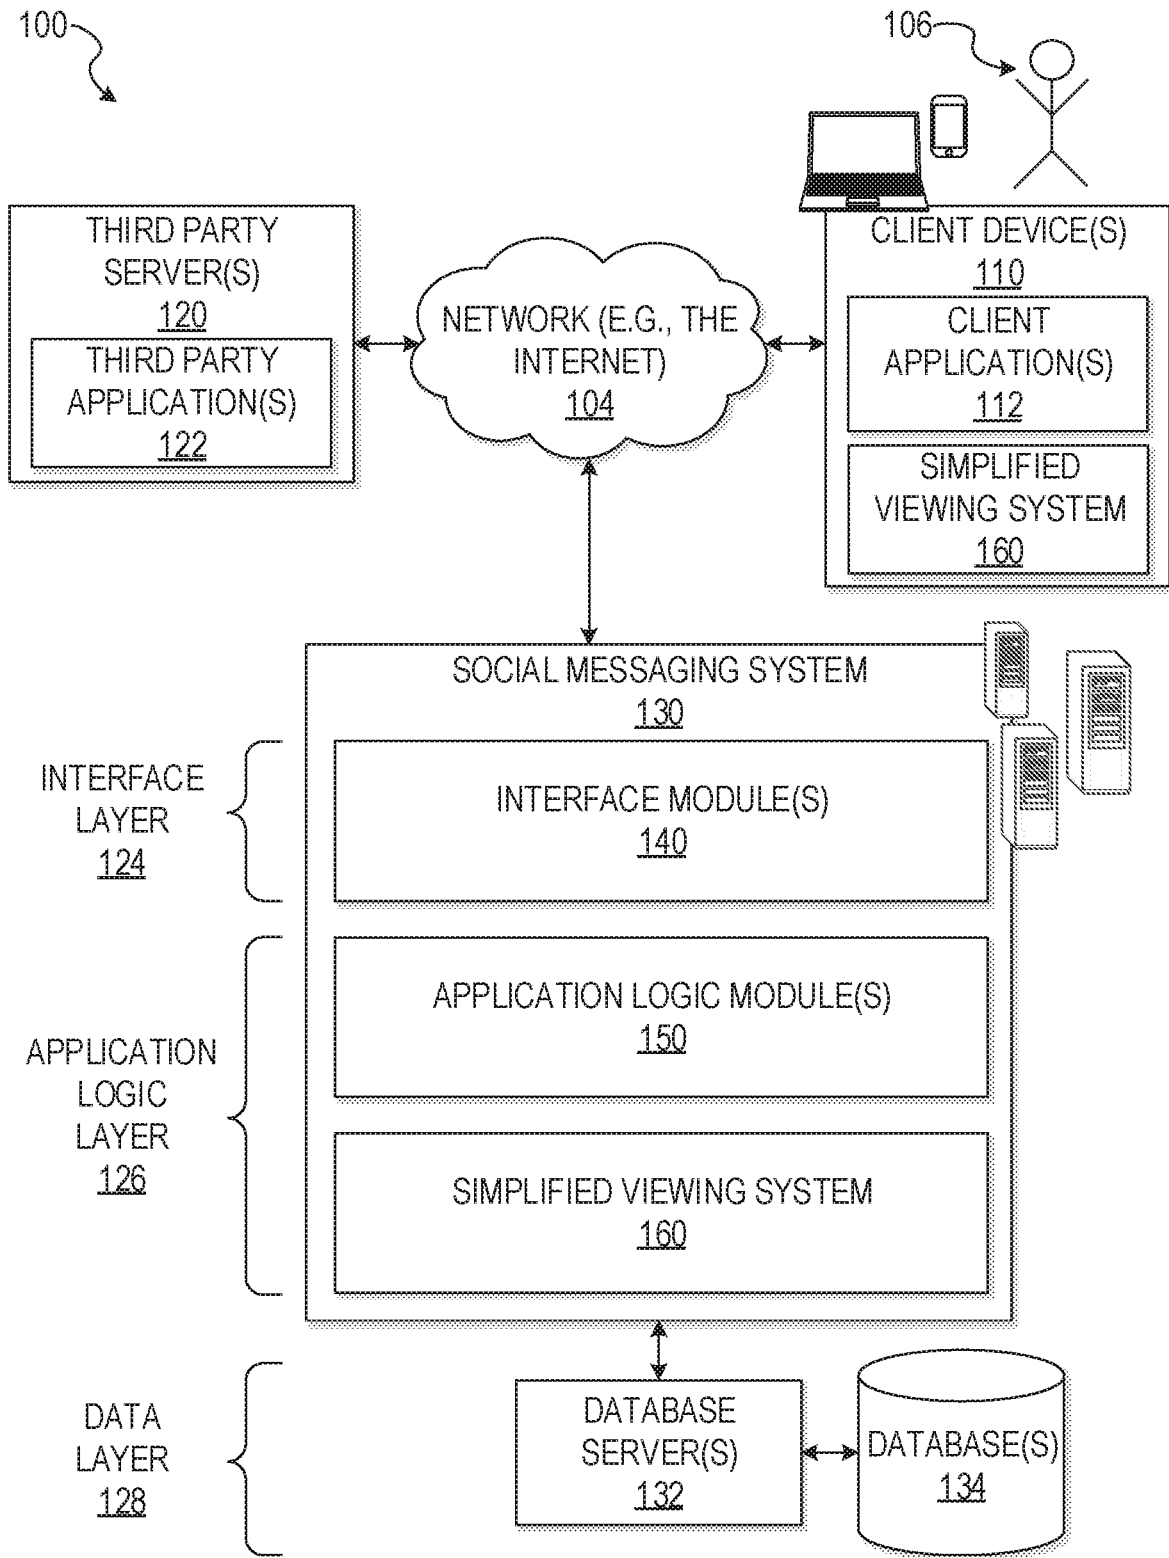 100
106
THIRD PARTY
SERVER(S)
120
THIRD PARTY
APPLICATION(S)
122
NETWORK (E.G., THE
INTERNET)
104
CLIENT DEVICE(S)
110
CLIENT
APPLICATION(S)
112
SIMPLIFIED
VIEWING SYSTEM
160
SOCIAL MESSAGING SYSTEM
130
INTERFACE
LAYER
124
INTERFACE MODULE(S)
140
APPLICATION
LOGIC
LAYER
126
APPLICATION LOGIC MODULE(S)
150
SIMPLIFIED VIEWING SYSTEM
160
DATA
LAYER
128
DATABASE
SERVER(S)
132
DATABASE(S)
134